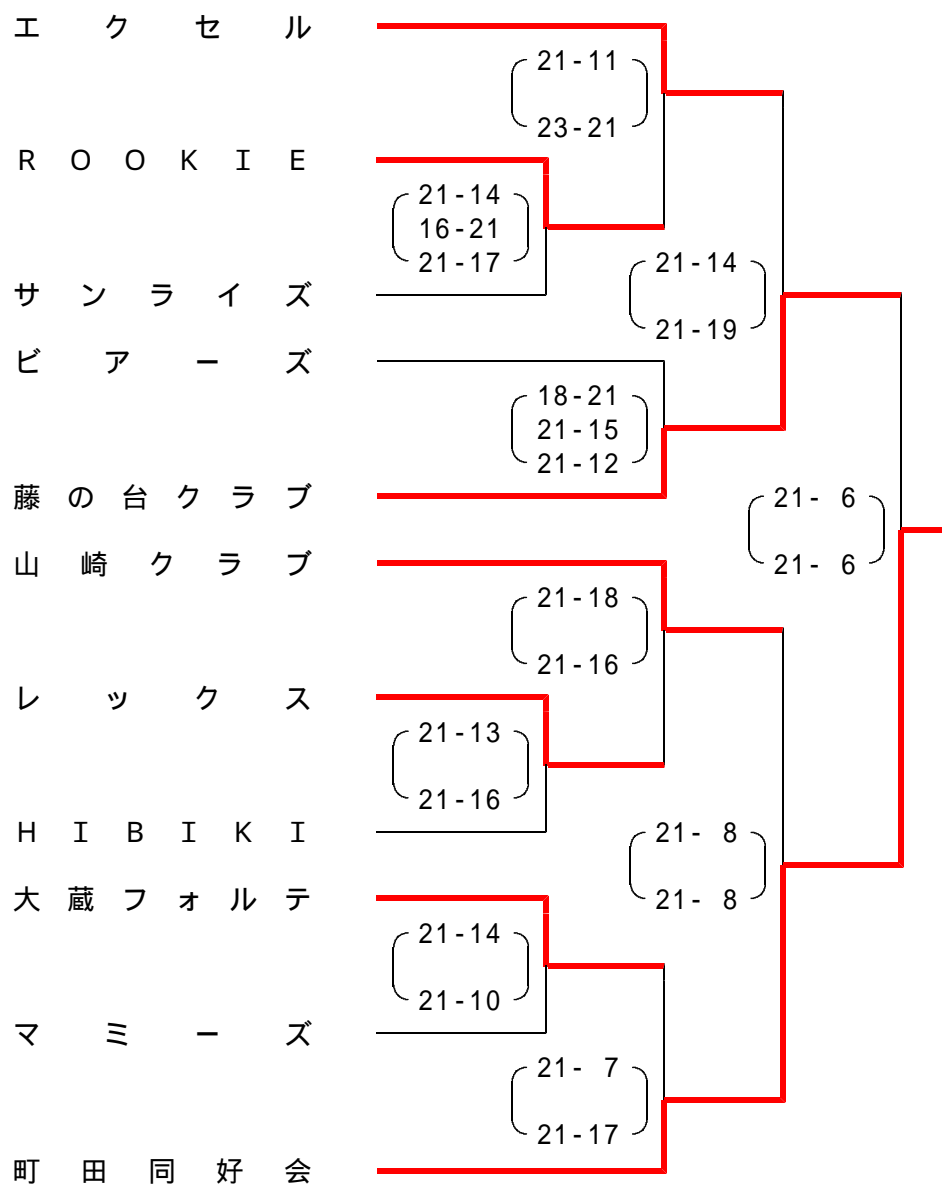 エクセル
21-11
23-21
ＲＯＯＫＩＥ
21-14
16-21
21-17
サンライズ
21-14
21-19
ビアーズ
18-21
21-15
21-12
藤の台クラブ
21- 6
21- 6
山崎クラブ
21-18
21-16
レックス
21-13
21-16
ＨＩＢＩＫＩ
21- 8
21- 8
大蔵フォルテ
21-14
21-10
マミーズ
21- 7
21-17
町田同好会